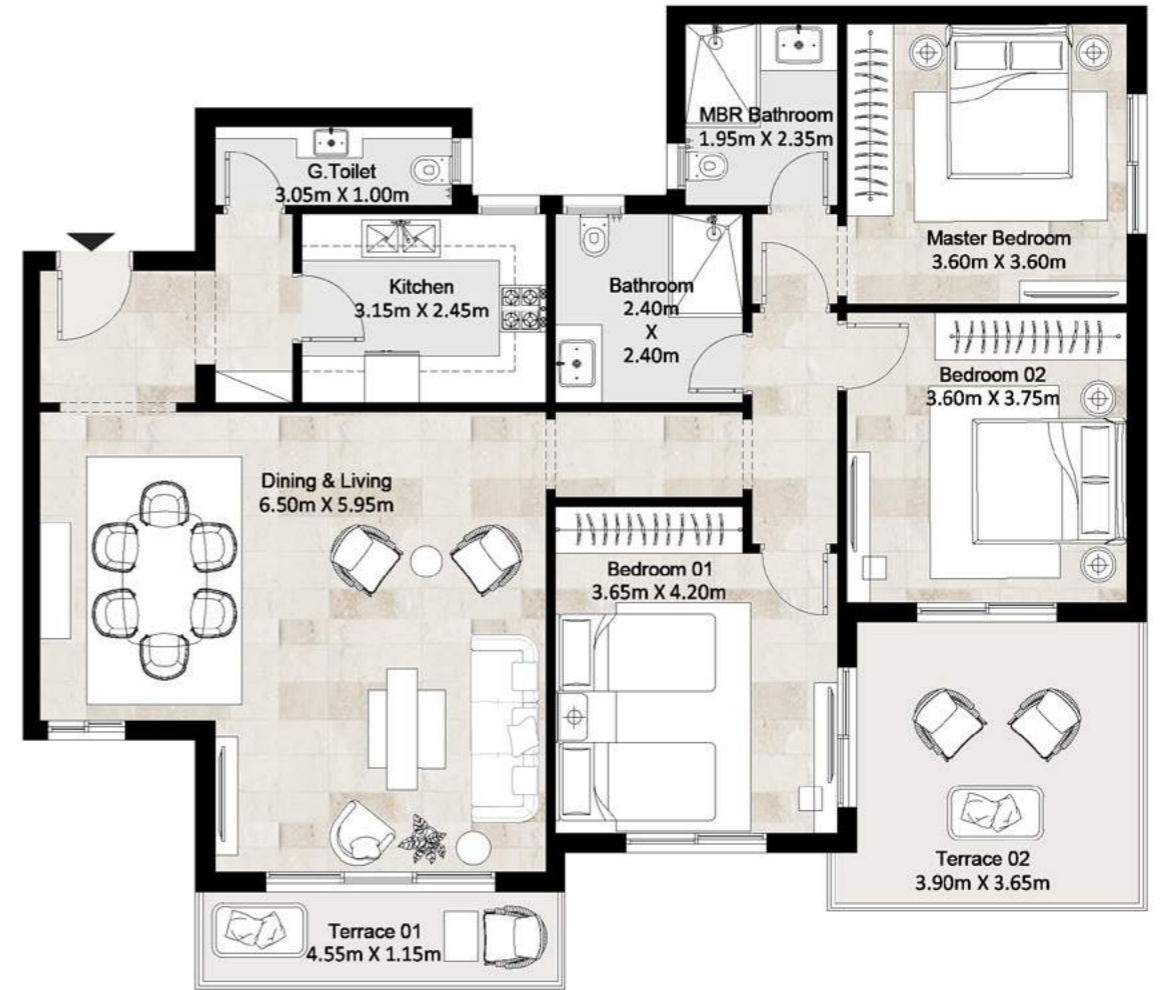 MBR Bathroom
1.95m X 2.35m
G.Toilet
3.05m X 1.00m
Master Bedroom
3.60m X 3.60m
Kitchen
3.15m X 2.45m
Bathroom
2.40m
X
2.40m
Bedroom 02
3.60m X 3.75m
Dining & Living
6.50m X 5.95m
Bedroom 01
3.65m X 4.20m
Terrace 02
3.90m X 3.65m
Terrace 01
4.55m X 1.15m